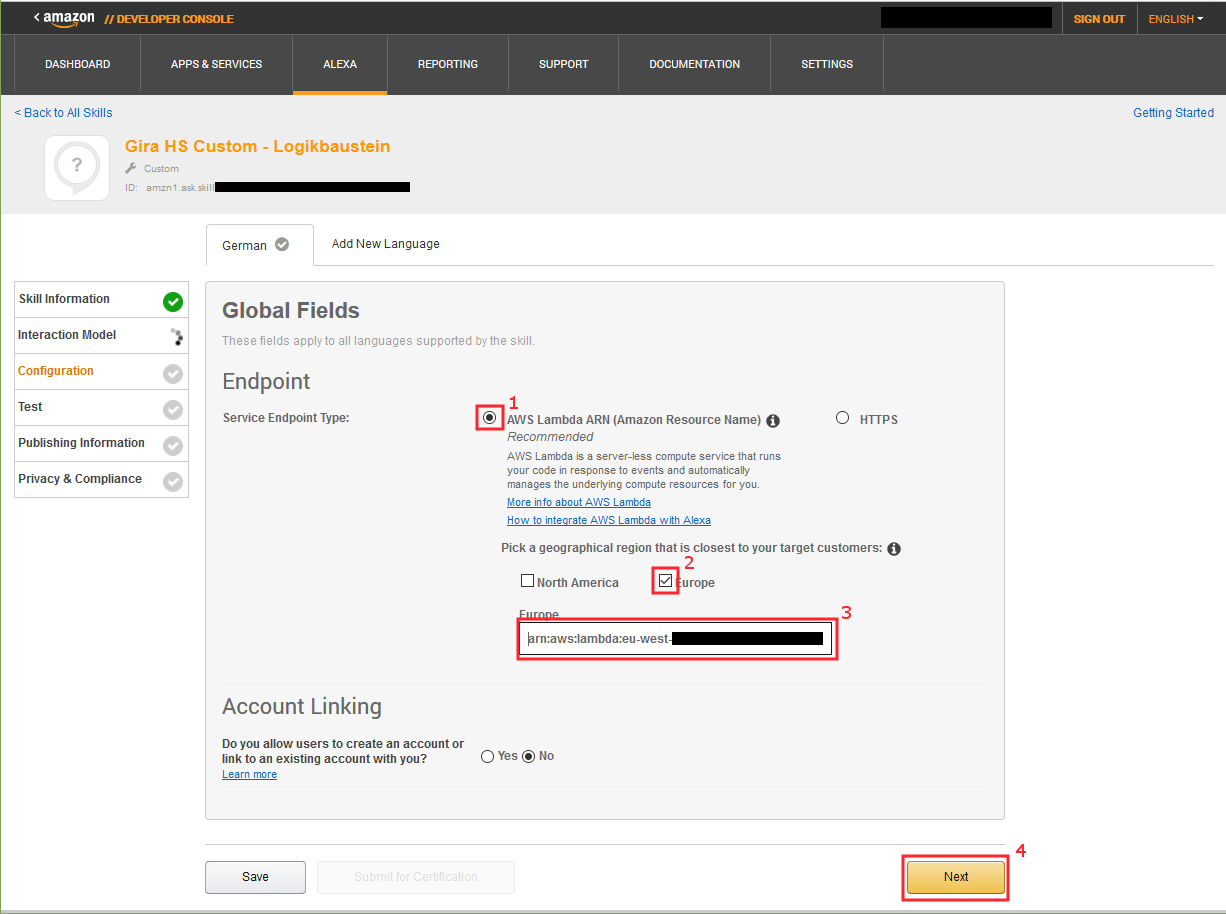 < amazon // DEVELOPER CONSOLE SIGN OUT ENGLISH
DASHBOARD APPS & SERVICES ALEXA REPORTING SUPPORT DOCUMENTATION SETTINGS
< Back to All Skills Getting Started
?
Gira HS Custom - Logikbaustein
Custom
ID: amzn1.ask.skill
German Add New Language
Skill Information
Interaction Model
Configuration
Test
Publishing Information
Privacy & Compliance
Global Fields
These fields apply to all languages supported by the skill.
Endpoint
Service Endpoint Type:
1
AWS Lambda ARN (Amazon Resource Name) i HTTPS
Recommended
AWS Lambda is a server-less compute service that runs
your code in response to events and automatically
manages the underlying compute resources for you.
More info about AWS Lambda
How to integrate AWS Lambda with Alexa
Pick a geographical region that is closest to your target customers: i
2
North America Europe
Europe
3
arn:aws:lambda:eu-west-
Account Linking
Do you allow users to create an account or
link to an existing account with you?
Yes No
Learn more
4
Save Submit for Certification Next